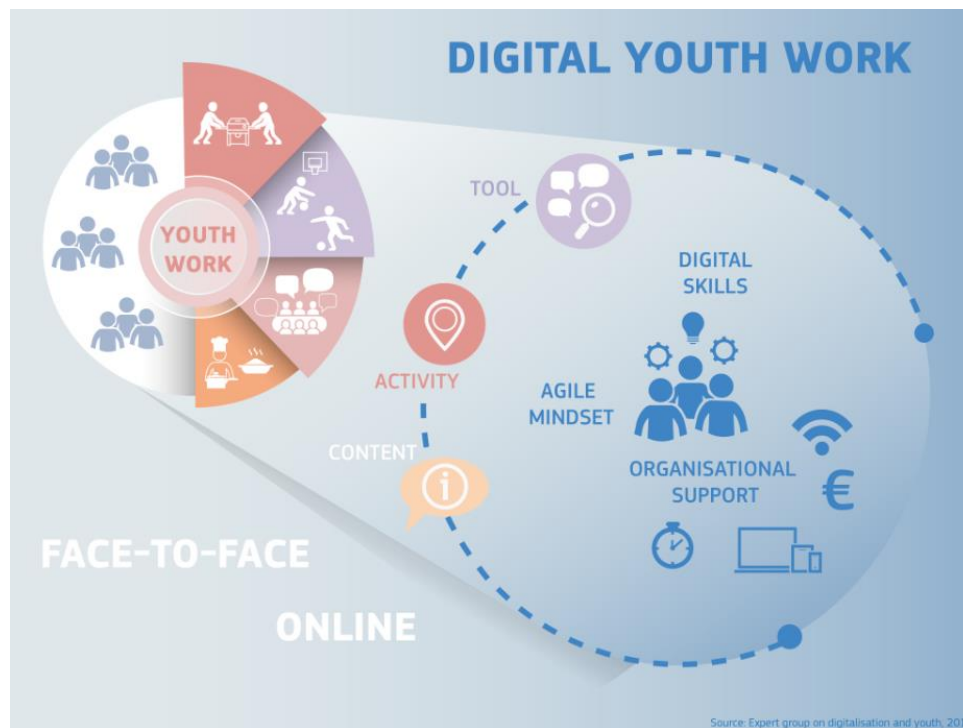 DIGITAL YOUTH WORK
YOUTH
WORK
TOOL
DIGITAL
SKILLS
ACTIVITY
AGILE
MINDSET
CONTENT
ORGANISATIONAL
SUPPORT
€
FACE-TO-FACE
ONLINE
Source: Expert group on digitalisation and youth, 201